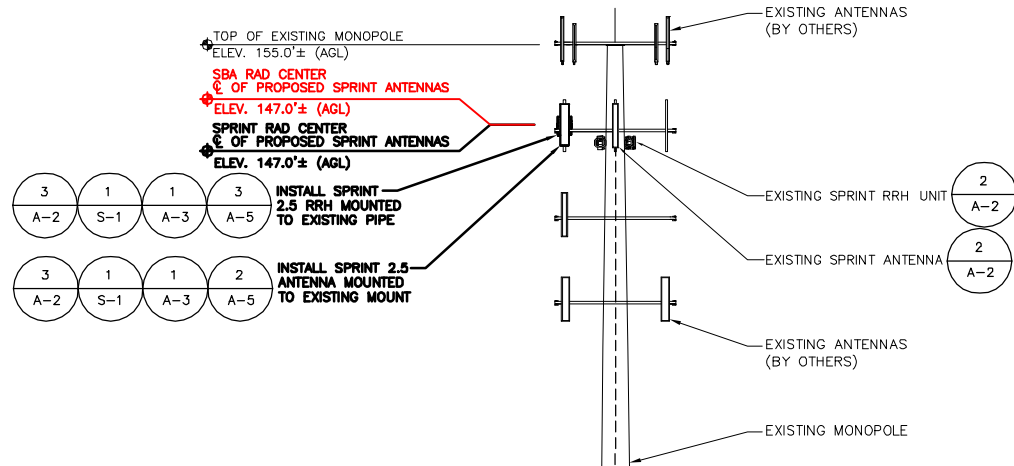 TOP OF EXISTING MONOPOLE
ELEV. 155.0'± (AGL)
SBA RAD CENTER
℄ OF PROPOSED SPRINT ANTENNAS
ELEV. 147.0'± (AGL)
SPRINT RAD CENTER
℄ OF PROPOSED SPRINT ANTENNAS
ELEV. 147.0'± (AGL)
3
A-2
1
S-1
1
A-3
3
A-5
INSTALL SPRINT
2.5 RRH MOUNTED
TO EXISTING PIPE
3
A-2
1
S-1
1
A-3
2
A-5
INSTALL SPRINT 2.5
ANTENNA MOUNTED
TO EXISTING MOUNT
EXISTING ANTENNAS
(BY OTHERS)
EXISTING SPRINT RRH UNIT
2
A-2
EXISTING SPRINT ANTENNA
2
A-2
EXISTING ANTENNAS
(BY OTHERS)
EXISTING MONOPOLE